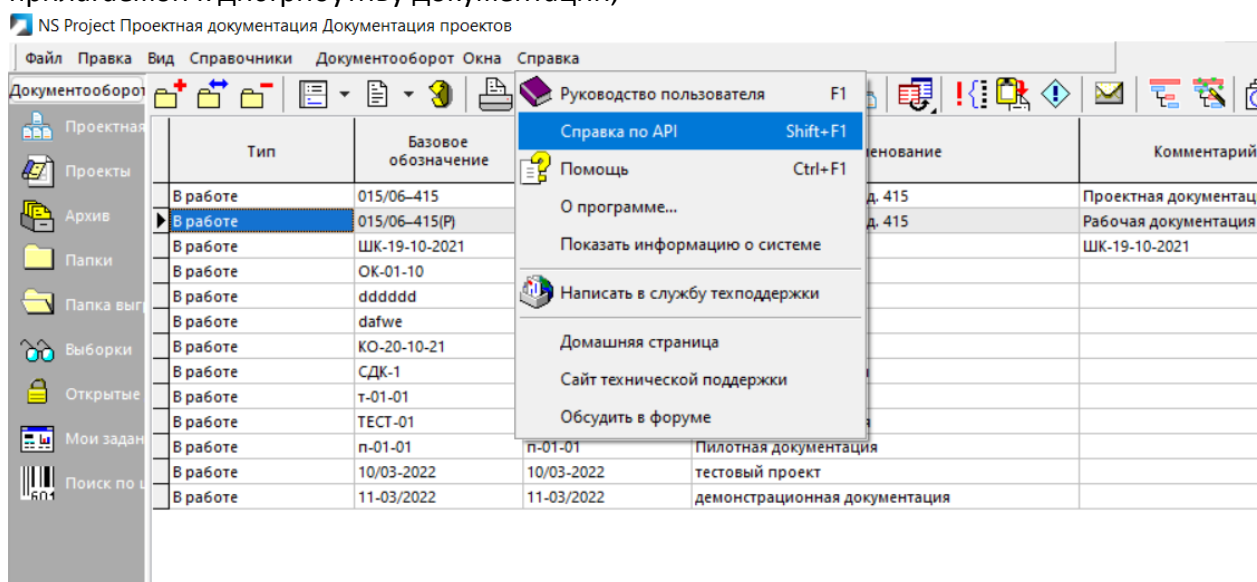 NS Project Проектная документация Документация проектов
Файл Правка Вид Справочники Документооборот Окна Справка
Документооборот
Руководство пользователя F1
Справка по API Shift+F1
Помощь Ctrl+F1
О программе...
Показать информацию о системе
Написать в службу техподдержки
Домашняя страница
Сайт технической поддержки
Обсудить в форуме
Проектная
Проекты
Архив
Папки
Папка выг
Выборки
Открытые
Мои задан
Поиск по
Тип Базовое обозначение Комментарий
В работе 015/06–415 д. 415 Проектная документац
В работе 015/06–415(Р) д. 415 Рабочая документация
В работе ШК-19-10-2021 ШК-19-10-2021
В работе ОК-01-10
В работе dddddd
В работе dafwe
В работе КО-20-10-21
В работе СДК-1
В работе т-01-01
В работе ТЕСТ-01
В работе п-01-01 п-01-01 Пилотная документация
В работе 10/03-2022 10/03-2022 тестовый проект
В работе 11-03/2022 11-03/2022 демонстрационная документация